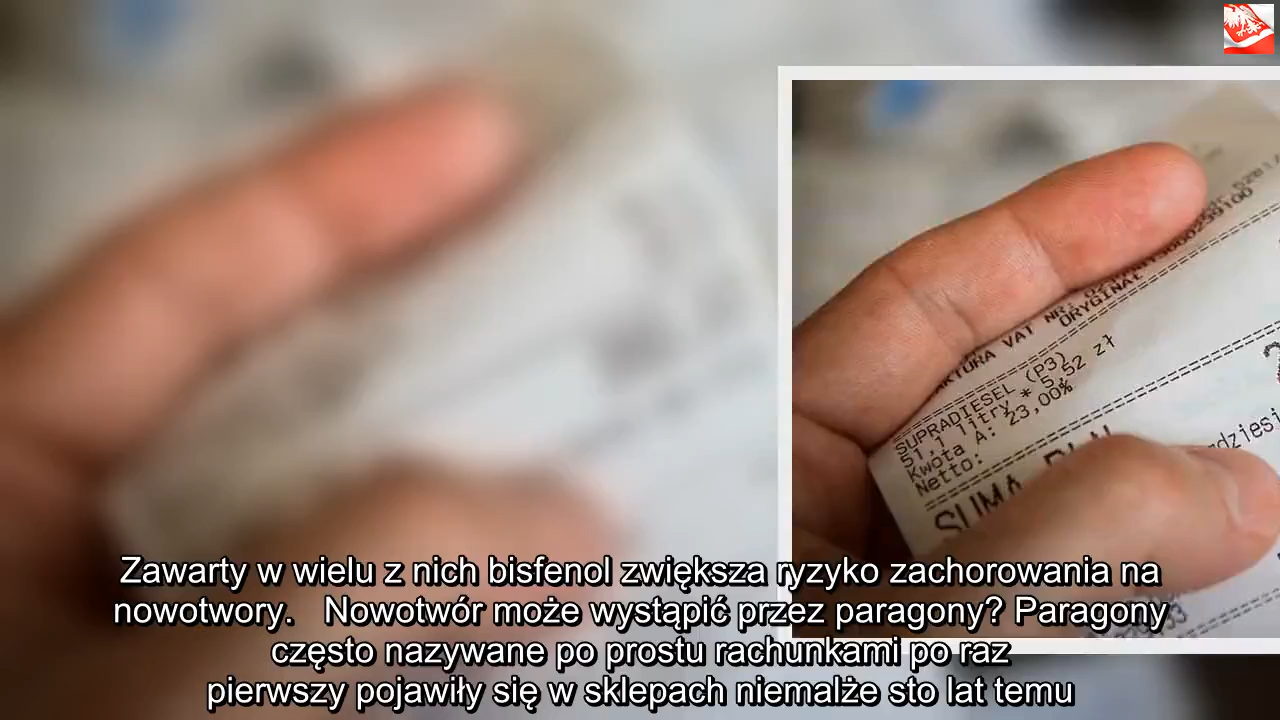 ORYGINAŁ
FAKTURA VAT NR:
SUPRADIESEL (P3)
51,1 litry * 5,52 zł
Kwota A: 23,00%
Netto:
SUMA PLN
Zawarty w wielu z nich bisfenol zwiększa ryzyko zachorowania na
nowotwory. Nowotwór może wystąpić przez paragony? Paragony
często nazywane po prostu rachunkami po raz
pierwszy pojawiły się w sklepach niemalże sto lat temu